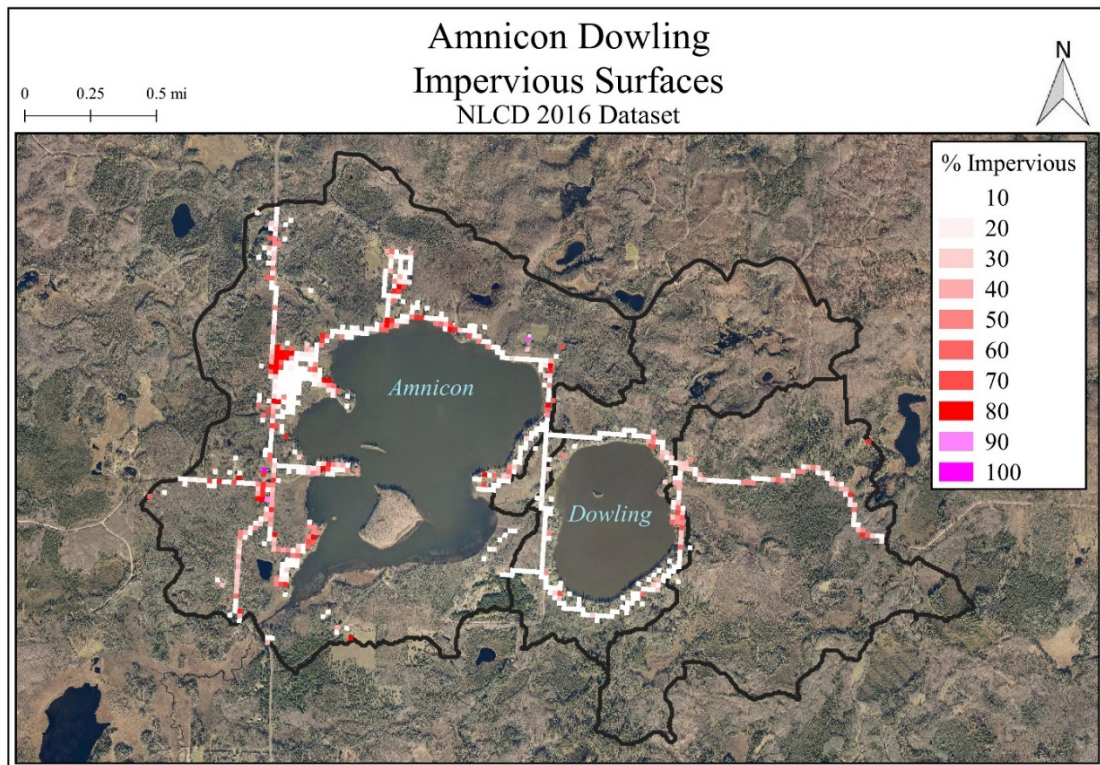 Amnicon Dowling
Impervious Surfaces
NLCD 2016 Dataset
0 0.25 0.5 mi
N
% Impervious
10
20
30
40
50
60
70
80
90
100
Amnicon
Dowling